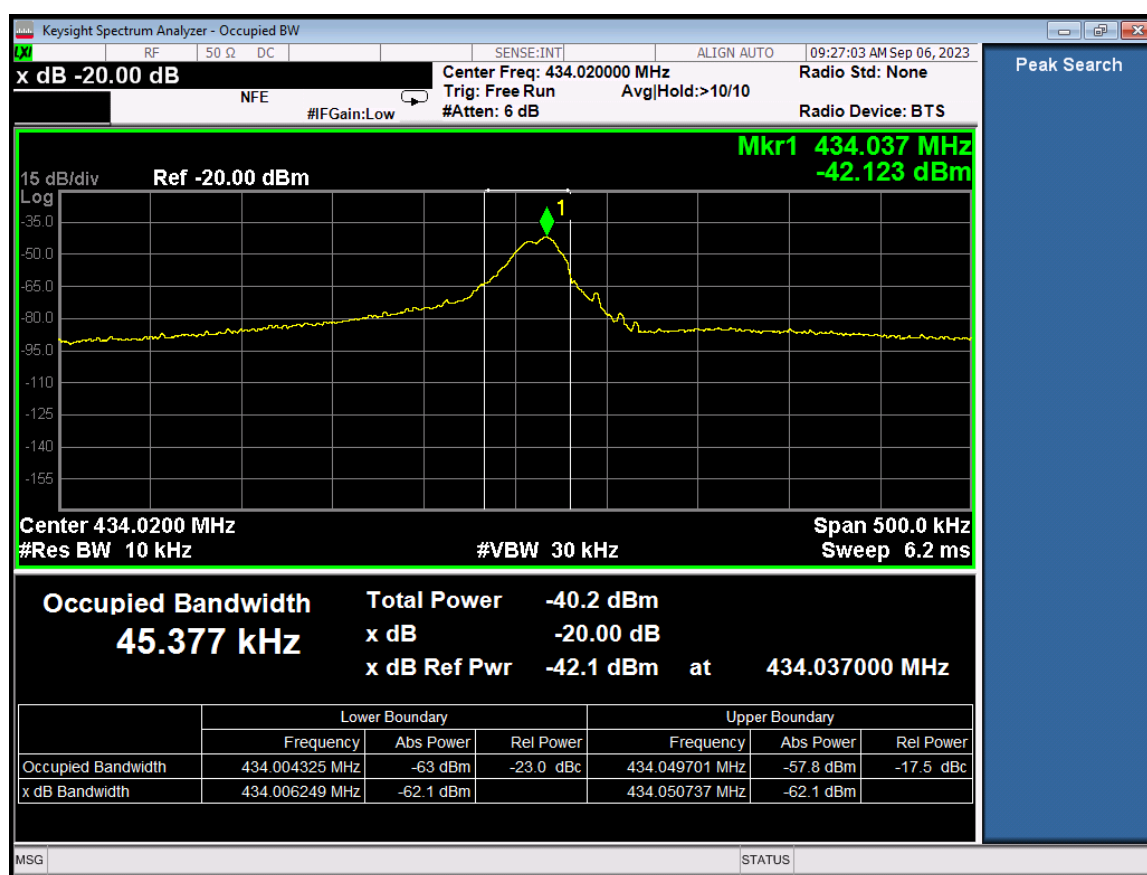 Keysight Spectrum Analyzer - Occupied BW
LXI RF 50 Ω DC SENSE:INT ALIGN AUTO 09:27:03 AM Sep 06, 2023
x dB -20.00 dB Center Freq: 434.020000 MHz Radio Std: None
NFE Trig: Free Run Avg|Hold:>10/10
#IFGain:Low #Atten: 6 dB Radio Device: BTS
Peak Search
Mkr1 434.037 MHz
15 dB/div Ref -20.00 dBm -42.123 dBm
Log
1
-35.0
-50.0
-65.0
-80.0
-95.0
-110
-125
-140
-155
Center 434.0200 MHz Span 500.0 kHz
#Res BW 10 kHz #VBW 30 kHz Sweep 6.2 ms
Occupied Bandwidth Total Power -40.2 dBm
45.377 kHz x dB -20.00 dB
x dB Ref Pwr -42.1 dBm at 434.037000 MHz
Lower Boundary Upper Boundary
Frequency Abs Power Rel Power Frequency Abs Power Rel Power
Occupied Bandwidth 434.004325 MHz -63 dBm -23.0 dBc 434.049701 MHz -57.8 dBm -17.5 dBc
x dB Bandwidth 434.006249 MHz -62.1 dBm 434.050737 MHz -62.1 dBm
MSG STATUS